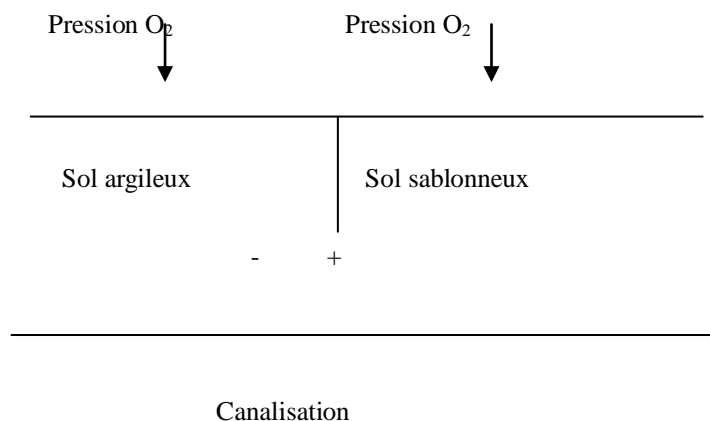 Pression O₂ Pression O₂
Sol argileux Sol sablonneux
- +
Canalisation